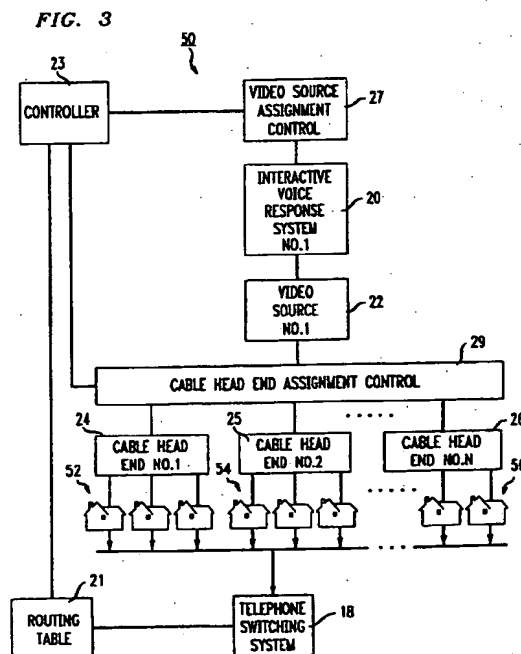 FIG. 3
50
23
CONTROLLER
VIDEO SOURCE
ASSIGNMENT
CONTROL
27
INTERACTIVE
VOICE
RESPONSE
SYSTEM
NO.1
20
VIDEO
SOURCE
NO.1
22
29
CABLE HEAD END ASSIGNMENT CONTROL
24
CABLE HEAD
END NO.1
25
CABLE HEAD
END NO.2
CABLE HEAD
END NO.N
52
54
21
ROUTING
TABLE
TELEPHONE
SWITCHING
SYSTEM
18